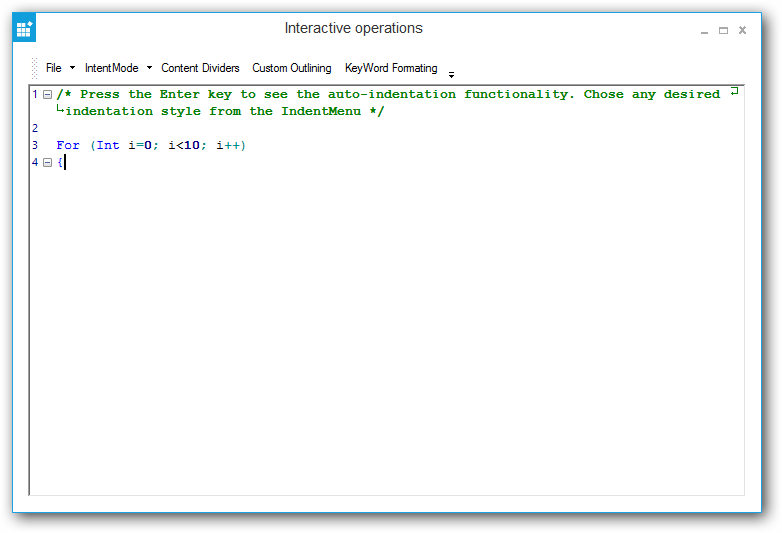 Interactive operations
File IntentMode Content Dividers Custom Outlining KeyWord Formating
1 /* Press the Enter key to see the auto-indentation functionality. Chose any desired
indentation style from the IndentMenu */
2
3 For (Int i=0; i<10; i++)
4 {